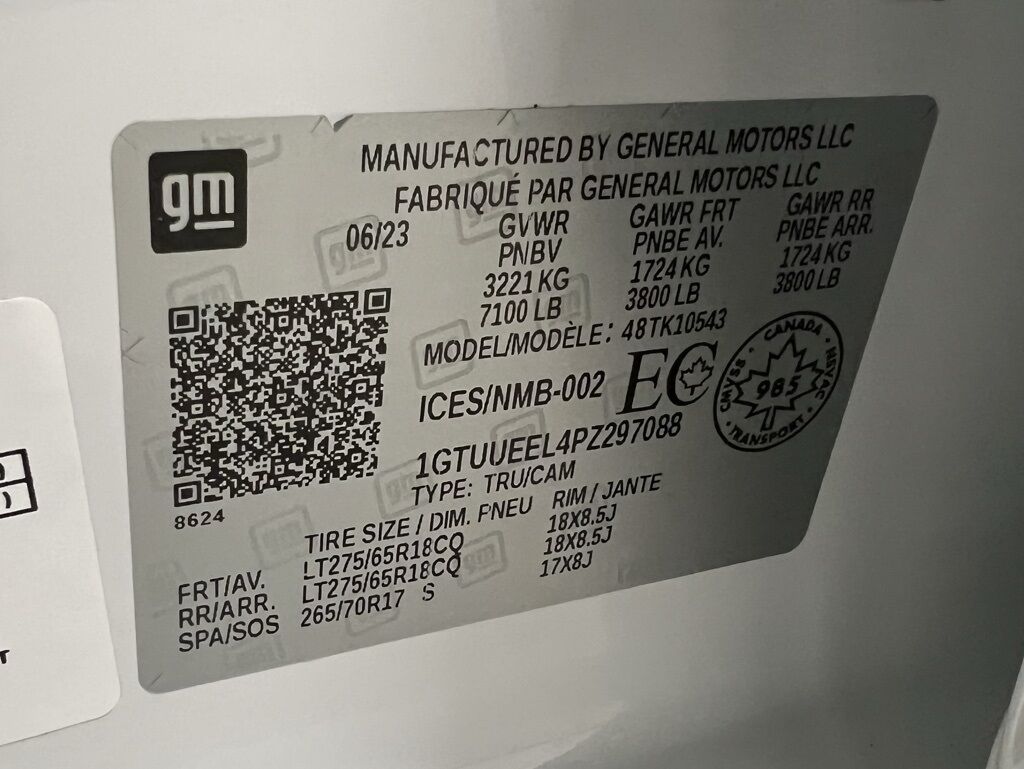 gm
MANUFACTURED BY GENERAL MOTORS LLC
FABRIQUÉ PAR GENERAL MOTORS LLC
06/23 GVWR GAWR FRT GAWR RR
PNBV PNBE AV. PNBE ARR.
3221 KG 1724 KG 1724 KG
7100 LB 3800 LB 3800 LB
MODEL/MODÈLE: 48TK10543
ICES/NMB-002 EC
CANADA
CMVSS 985 NSVAC
TRANSPORT
1GTUUEEL4PZ297088
TYPE: TRU/CAM
8624
TIRE SIZE / DIM. PNEU RIM / JANTE
FRT/AV. LT275/65R18CQ 18X8.5J
RR/ARR. LT275/65R18CQ 18X8.5J
SPA/SOS 265/70R17 S 17X8J